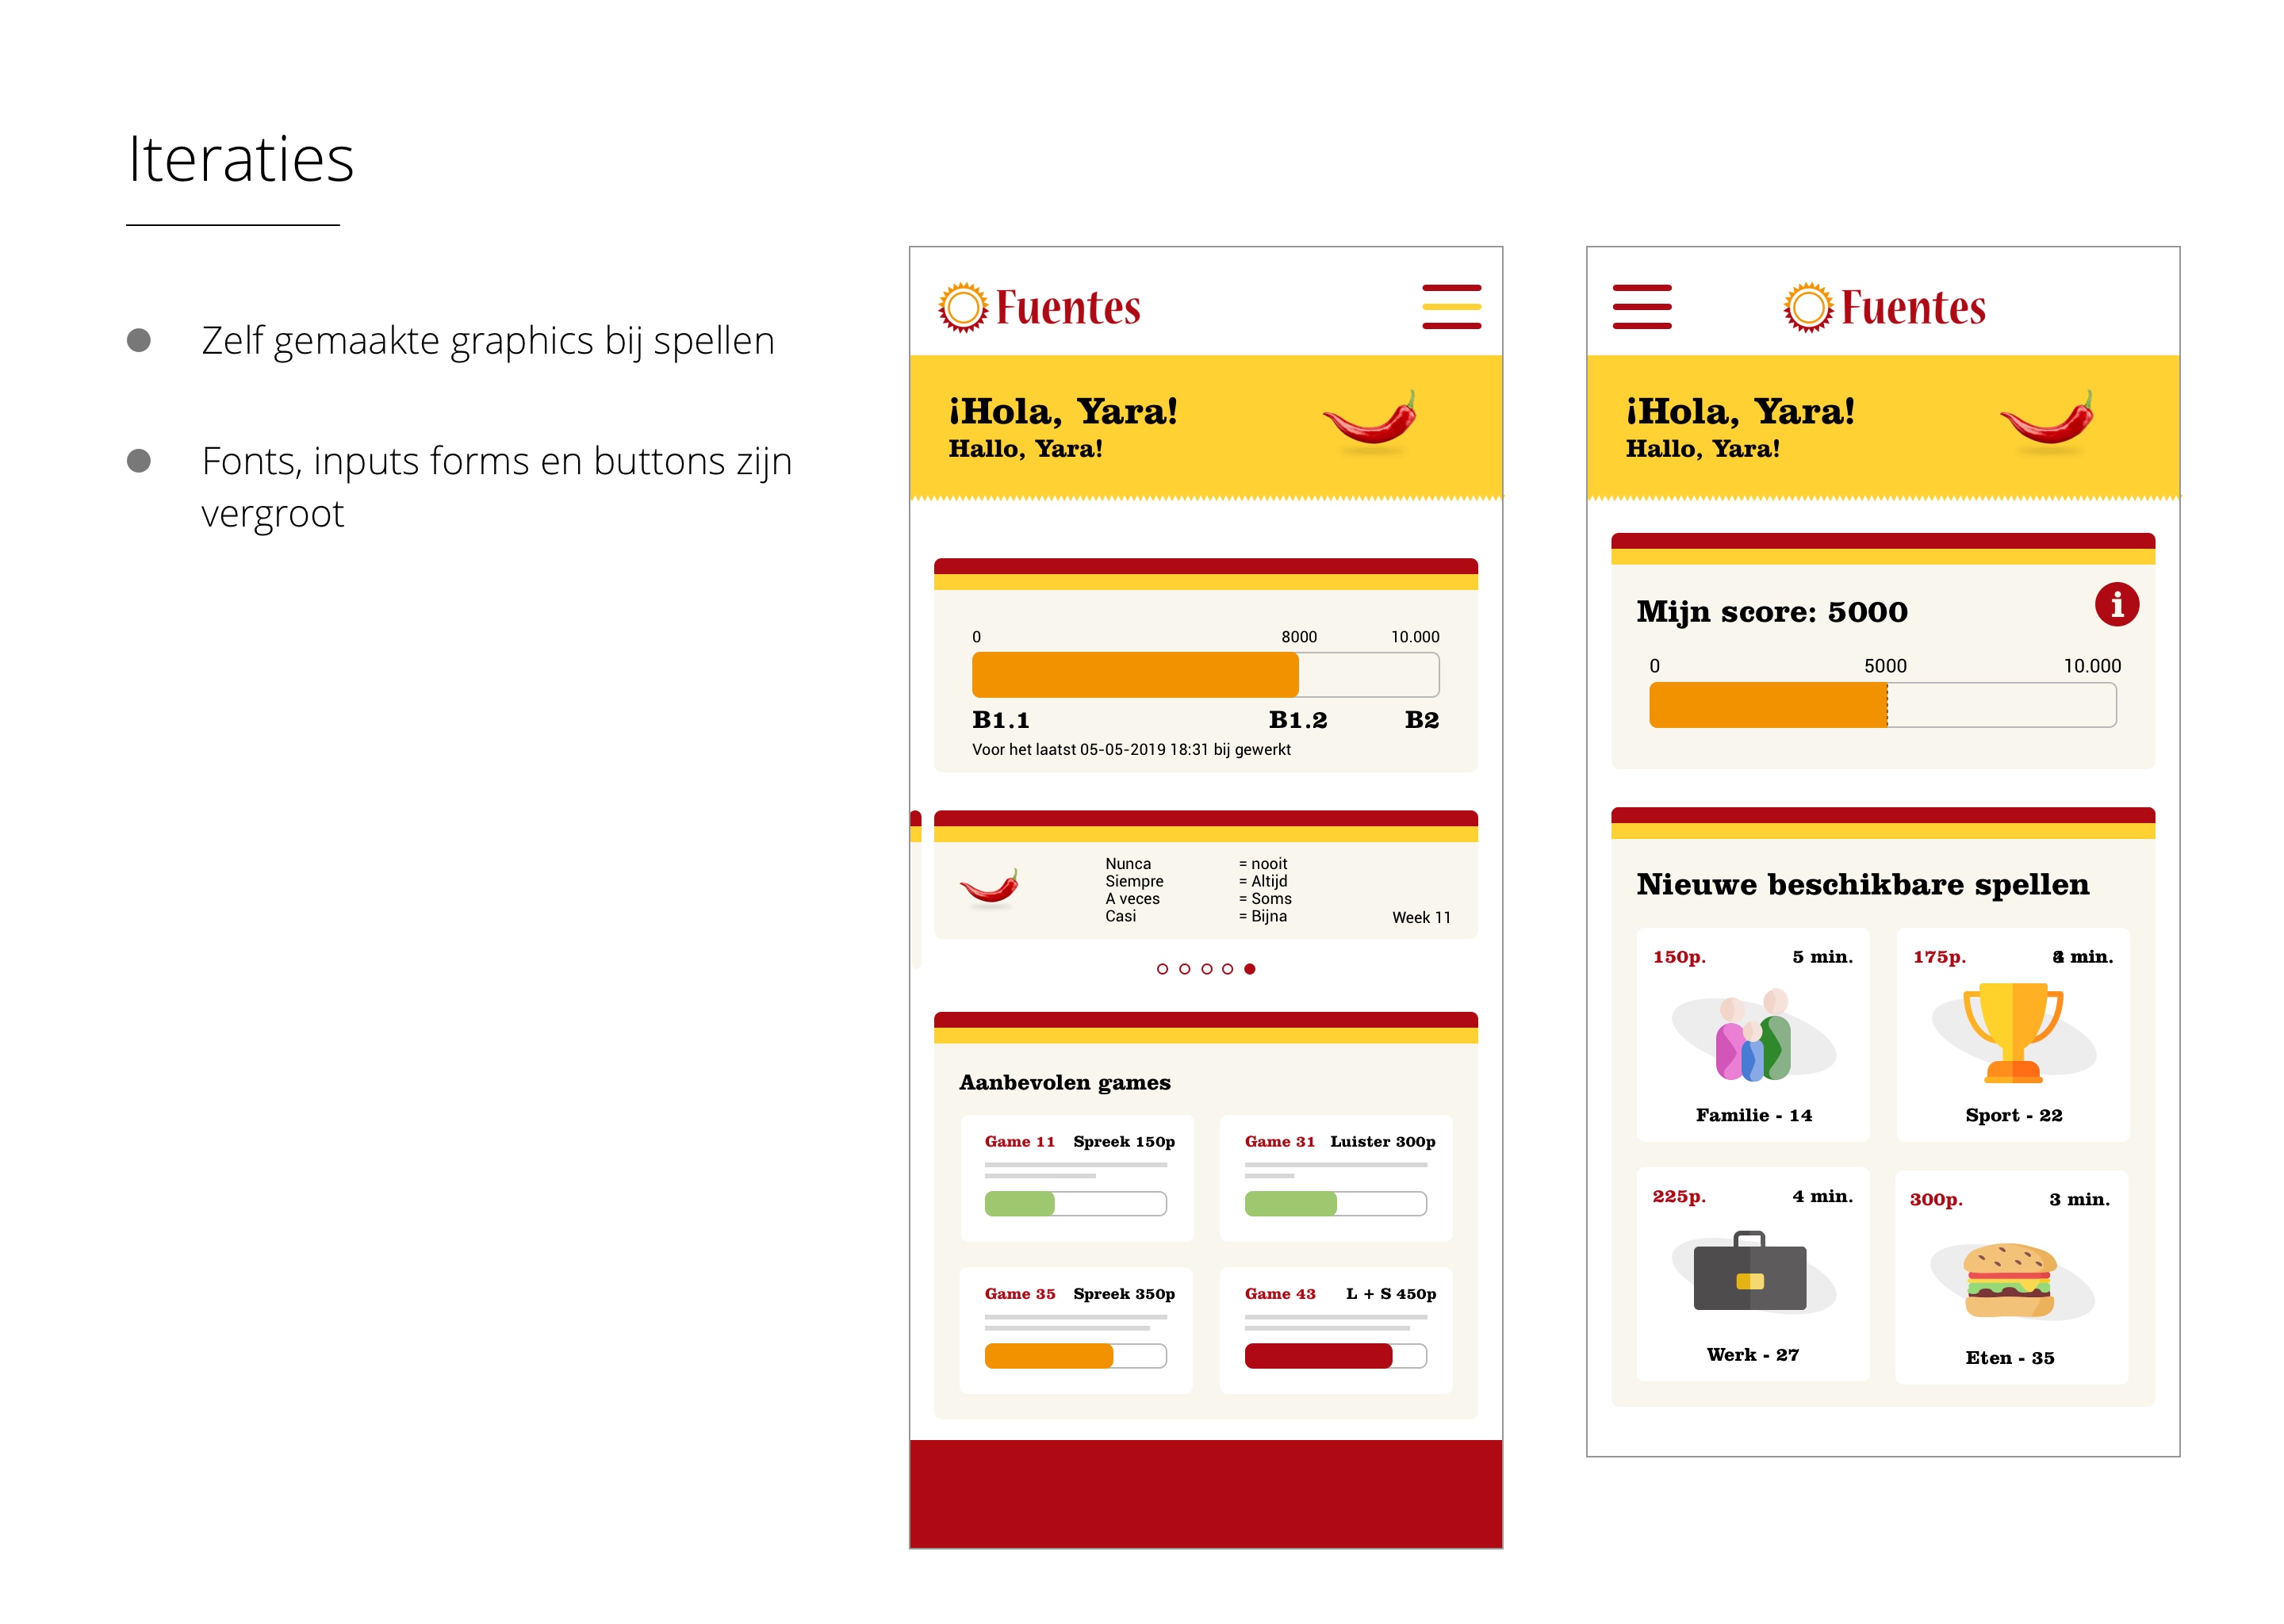 Iteraties
Zelf gemaakte graphics bij spellen
Fonts, inputs forms en buttons zijn
vergroot
Fuentes
¡Hola, Yara!
Hallo, Yara!
0 8000 10.000
B1.1 B1.2 B2
Voor het laatst 05-05-2019 18:31 bij gewerkt
Nunca = nooit
Siempre = Altijd
A veces = Soms
Casi = Bijna
Week 11
Aanbevolen games
Game 11 Spreek 150p
Game 31 Luister 300p
Game 35 Spreek 350p
Game 43 L + S 450p
Fuentes
¡Hola, Yara!
Hallo, Yara!
Mijn score: 5000
i
0 5000 10.000
Nieuwe beschikbare spellen
150p. 5 min.
Familie - 14
175p. min.
Sport - 22
225p. 4 min.
Werk - 27
300p. 3 min.
Eten - 35